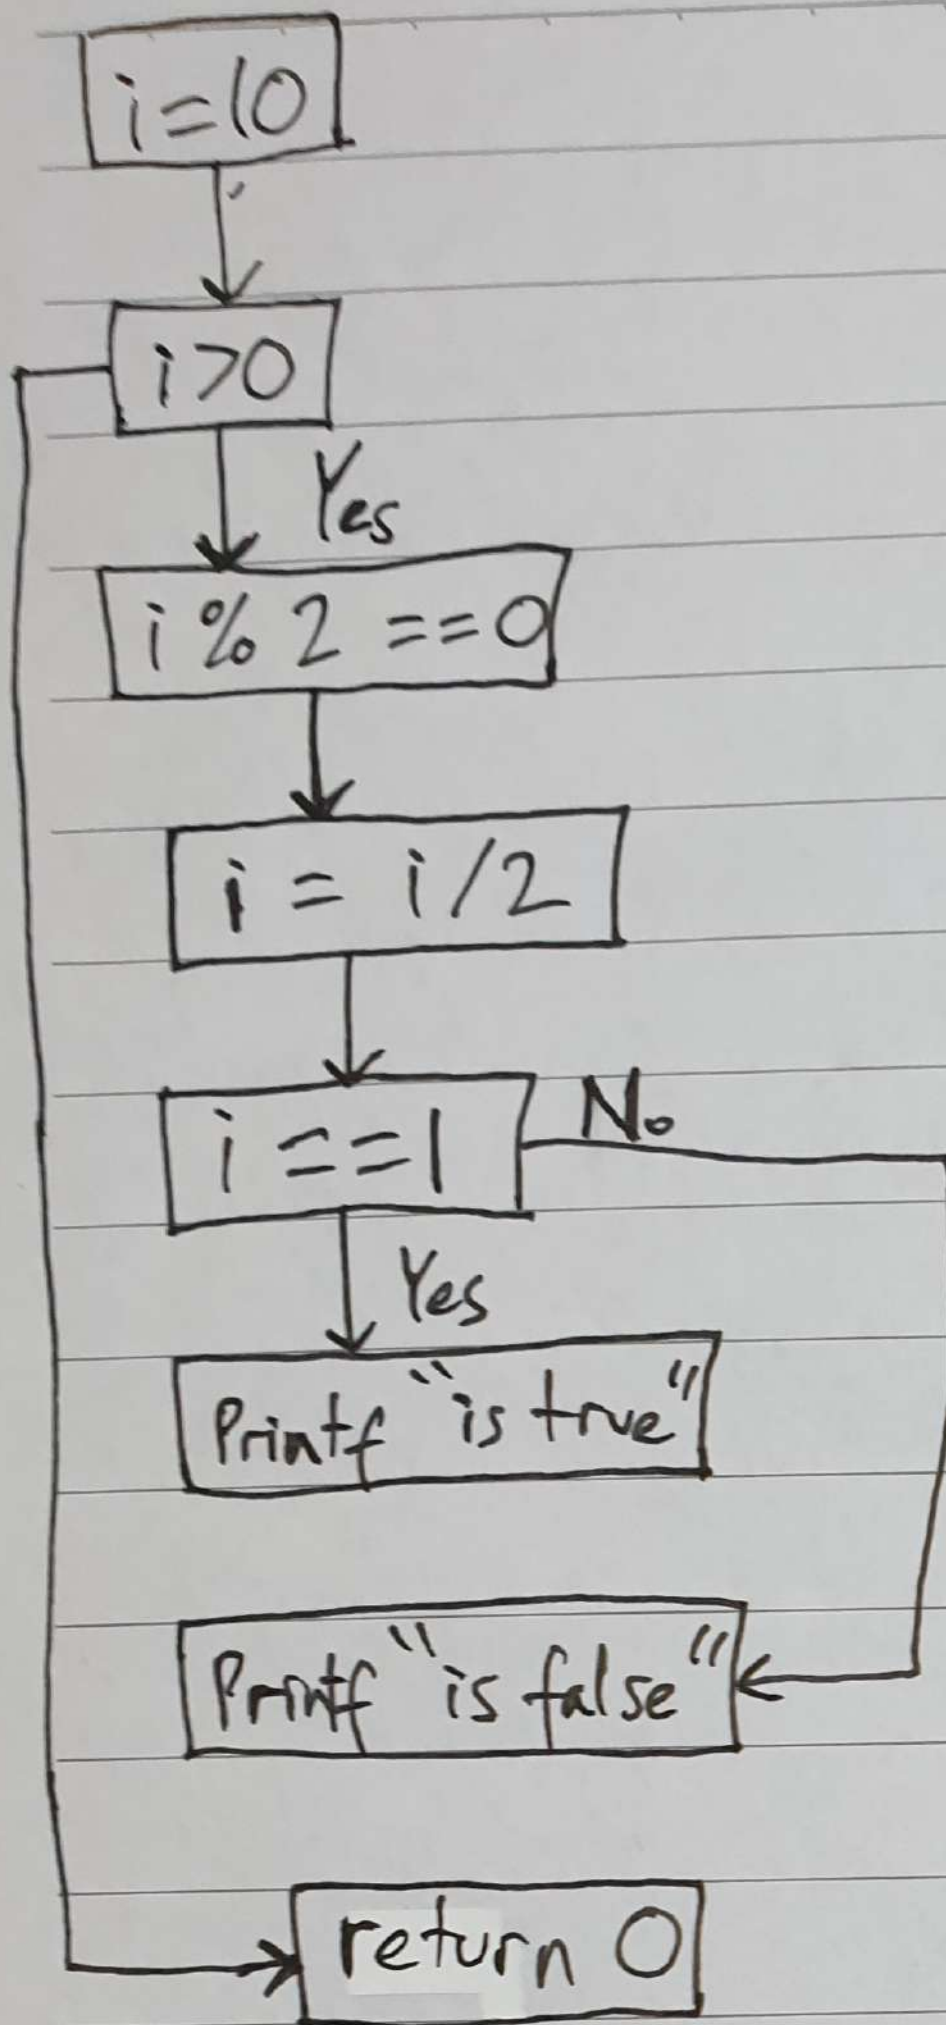 i=10
i>0
Yes
i % 2 ==0
i = i/2
i ==1
No
Yes
Printf "is true"
Printf "is false"
return 0